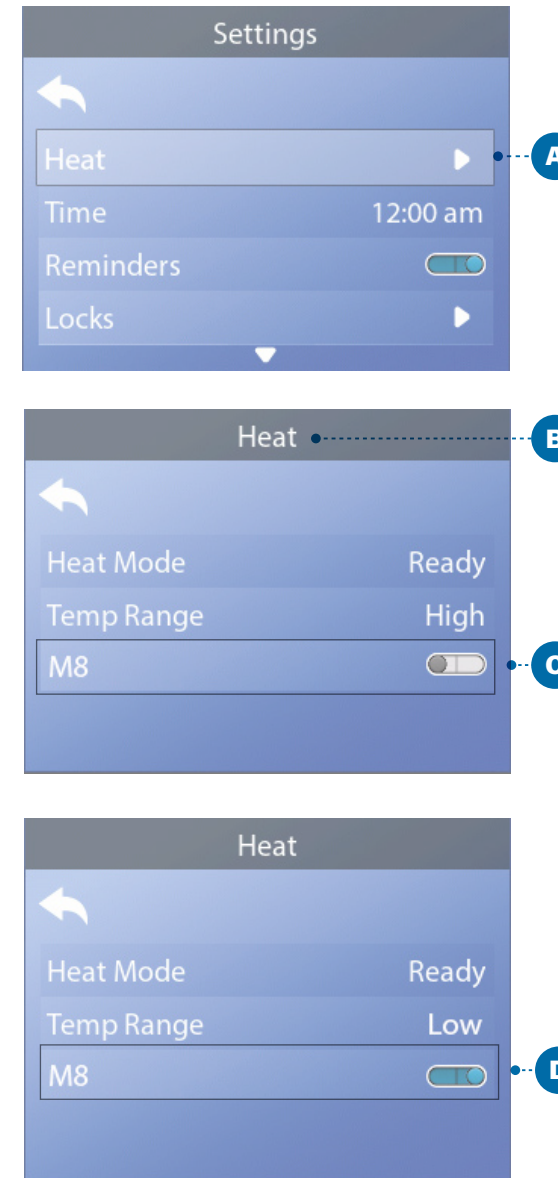 Settings
Heat
A
Time 12:00 am
Reminders
Locks
Heat
B
Heat Mode Ready
Temp Range High
M8
Heat
Heat Mode Ready
Temp Range Low
M8